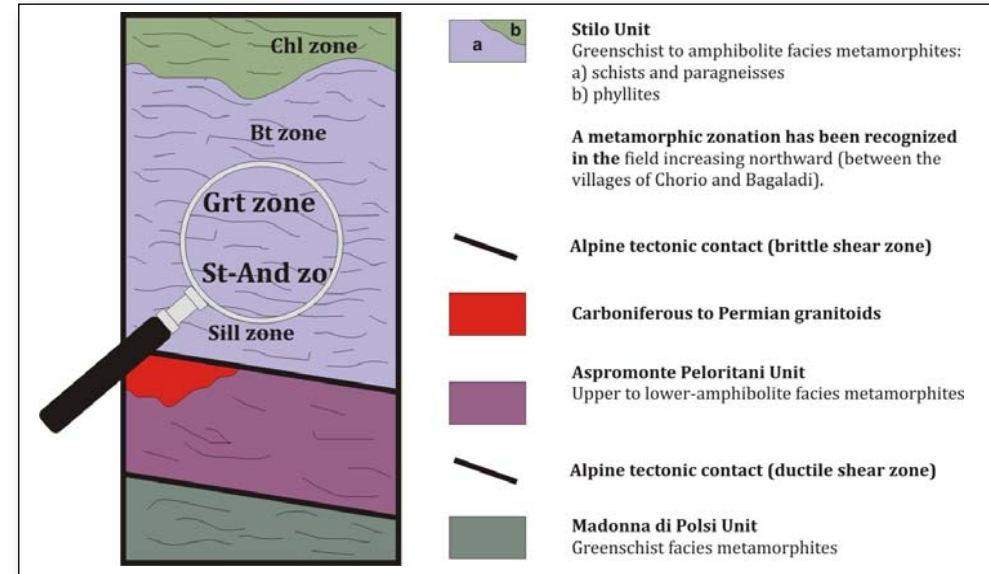 Chl zone
Bt zone
Grt zone
St-And zo
Sill zone
a
b
Stilo Unit
Greenschist to amphibolite facies metamorphites:
a) schists and paragneisses
b) phyllites
A metamorphic zonation has been recognized
in the field increasing northward (between the
villages of Chorio and Bagaladi).
Alpine tectonic contact (brittle shear zone)
Carboniferous to Permian granitoids
Aspromonte Peloritani Unit
Upper to lower-amphibolite facies metamorphites
Alpine tectonic contact (ductile shear zone)
Madonna di Polsi Unit
Greenschist facies metamorphites